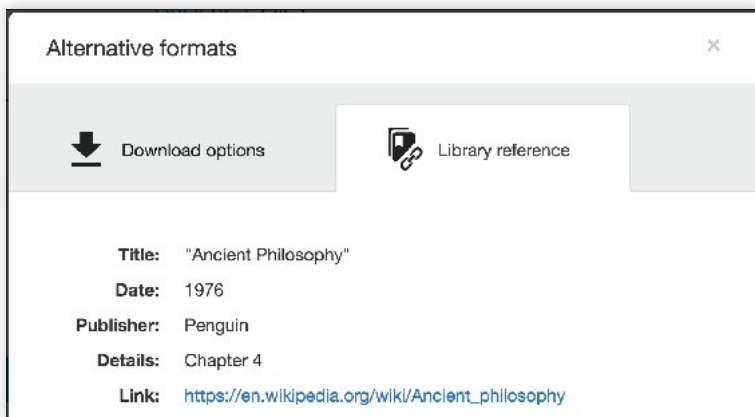 Alternative formats
Download options
Library reference
Title: "Ancient Philosophy"
Date: 1976
Publisher: Penguin
Details: Chapter 4
Link: https://en.wikipedia.org/wiki/Ancient_philosophy